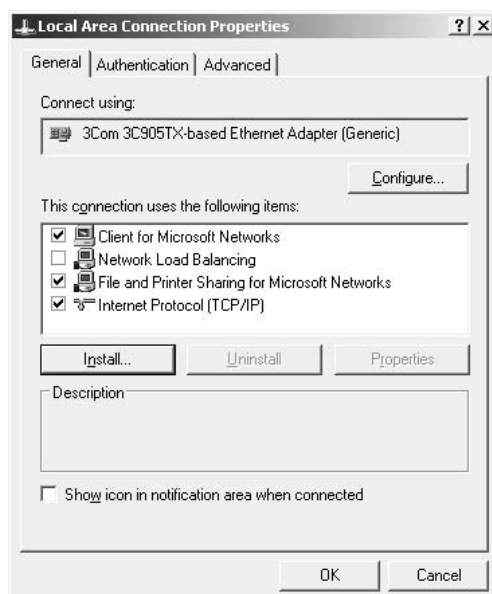 Local Area Connection Properties ? X
General Authentication Advanced
Connect using:
3Com 3C905TX-based Ethernet Adapter (Generic)
Configure...
This connection uses the following items:
Client for Microsoft Networks
Network Load Balancing
File and Printer Sharing for Microsoft Networks
Internet Protocol (TCP/IP)
Install... Uninstall Properties
Description
Show icon in notification area when connected
OK Cancel